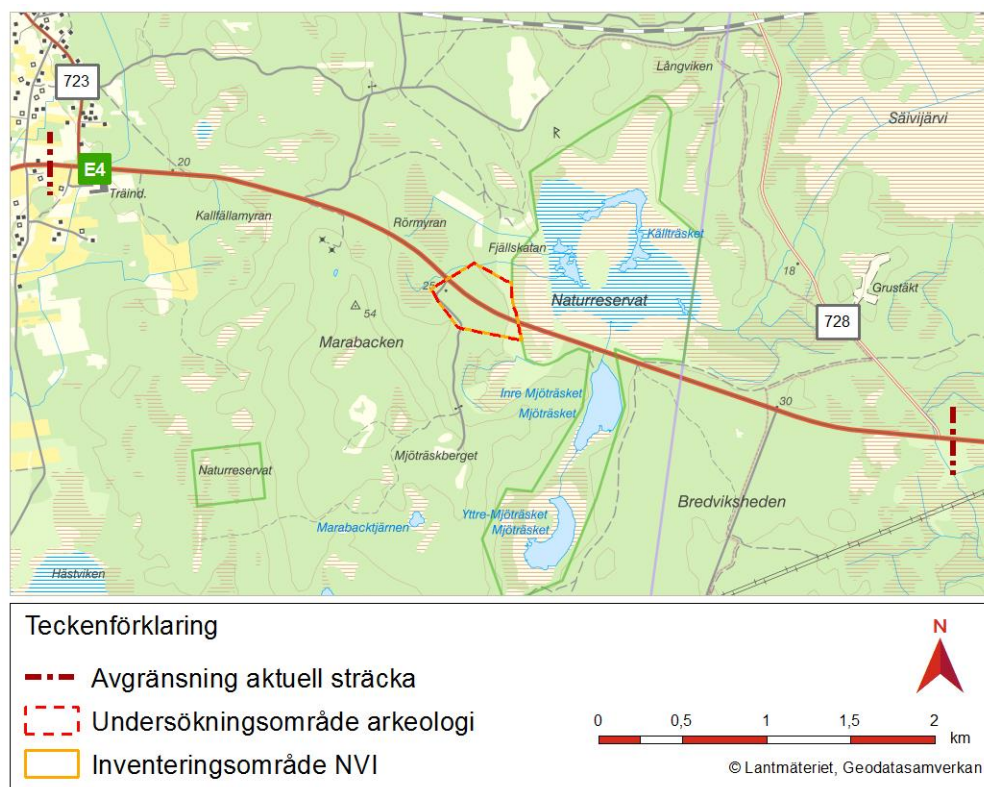 723
Långviken
Säivijärvi
E4
20
Träind.
Kallfällamyran
Rörmyran
Fjällskatan
Källträsket
18
Grustäkt
25
Naturreservat
54
Marabacken
728
Inre Mjöträsket
Mjöträsket
30
Mjöträskberget
Naturreservat
Bredviksheden
Yttre-Mjöträsket
Mjöträsket
Marabacktjärnen
Hästviken
Teckenförklaring
N
Avgränsning aktuell sträcka
Undersökningsområde arkeologi
Inventeringsområde NVI
0 0,5 1 1,5 2
km
© Lantmäteriet, Geodatasamverkan